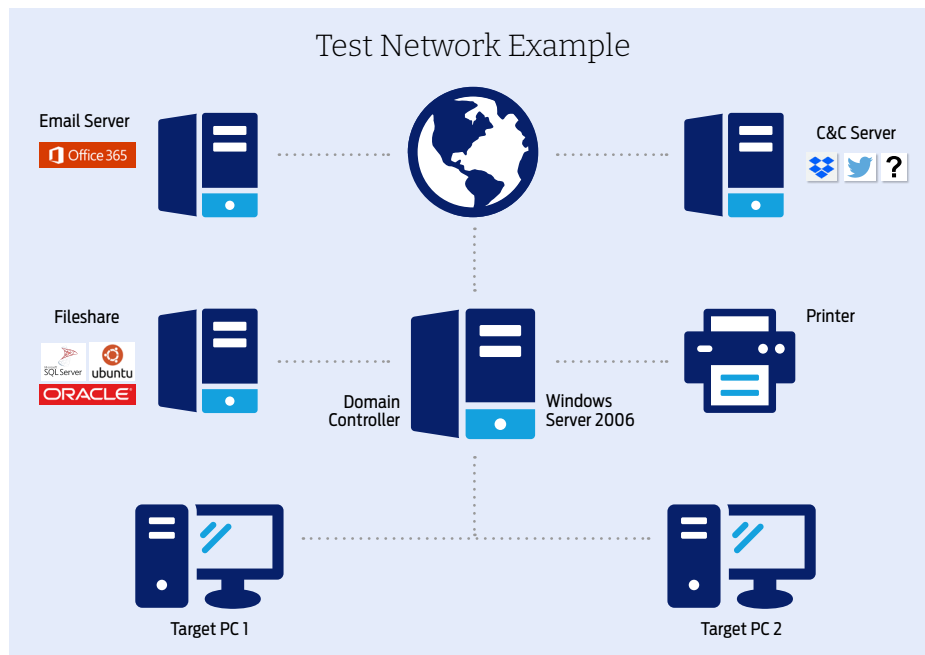 Test Network Example
Email Server
Office 365
C&C Server
?
Fileshare
Microsoft
SQL Server
ubuntu
ORACLE
Printer
Domain
Controller
Windows
Server 2006
Target PC 1
Target PC 2